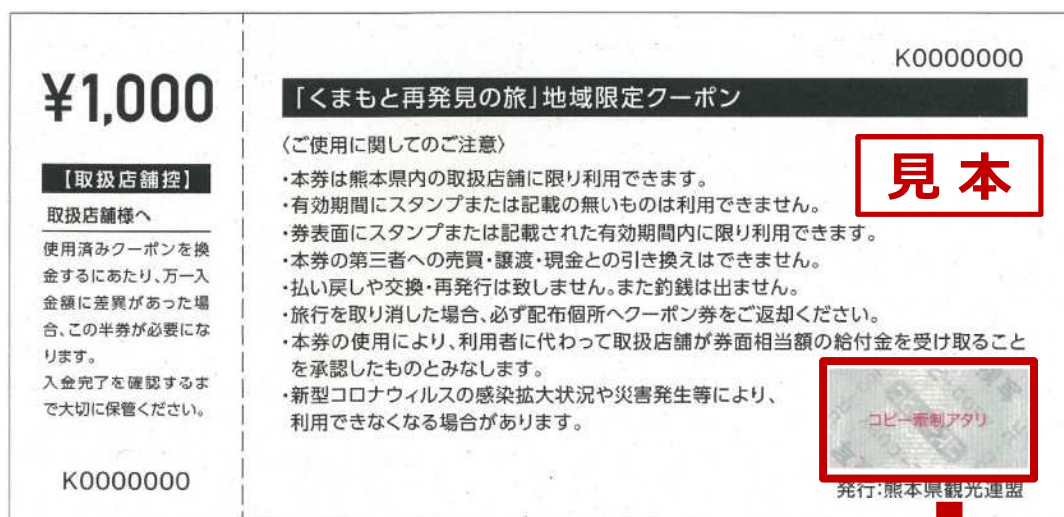 ¥1,000
【取扱店舗控】
取扱店舗様へ
使用済みクーポンを換
金するにあたり、万一入
金額に差異があった場
合、この半券が必要にな
ります。
入金完了を確認するま
で大切に保管ください。
K0000000
K0000000
「くまもと再発見の旅」地域限定クーポン
〈ご使用に関してのご注意〉
見本
・本券は熊本県内の取扱店舗に限り利用できます。
・有効期間にスタンプまたは記載の無いものは利用できません。
・券表面にスタンプまたは記載された有効期間内に限り利用できます。
・本券の第三者への売買・譲渡・現金との引き換えはできません。
・払い戻しや交換・再発行は致しません。また釣銭は出ません。
・旅行を取り消した場合、必ず配布個所へクーポン券をご返却ください。
・本券の使用により、利用者に代わって取扱店舗が券面相当額の給付金を受け取ること
を承認したものとみなします。
・新型コロナウィルスの感染拡大状況や災害発生等により、
利用できなくなる場合があります。
コピー牽制アタリ
発行:熊本県観光連盟